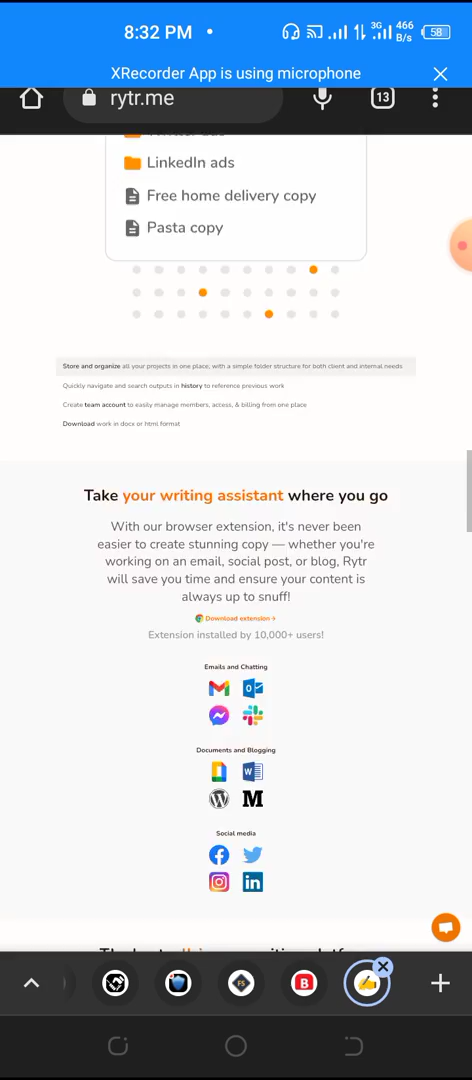 8:32 PM
3G 466 B/s 58
XRecorder App is using microphone
rytr.me
13
LinkedIn ads
Free home delivery copy
Pasta copy
Store and organize all your projects in one place, with a simple folder structure for both client and internal needs
Quickly navigate and search outputs in history to reference previous work
Create team account to easily manage members, access, & billing from one place
Download work in docx or html format
Take your writing assistant where you go
With our browser extension, it's never been
easier to create stunning copy — whether you're
working on an email, social post, or blog, Rytr
will save you time and ensure your content is
always up to snuff!
Download extension
Extension installed by 10,000+ users!
Emails and Chatting
Documents and Blogging
W
M
Social media
FS
B